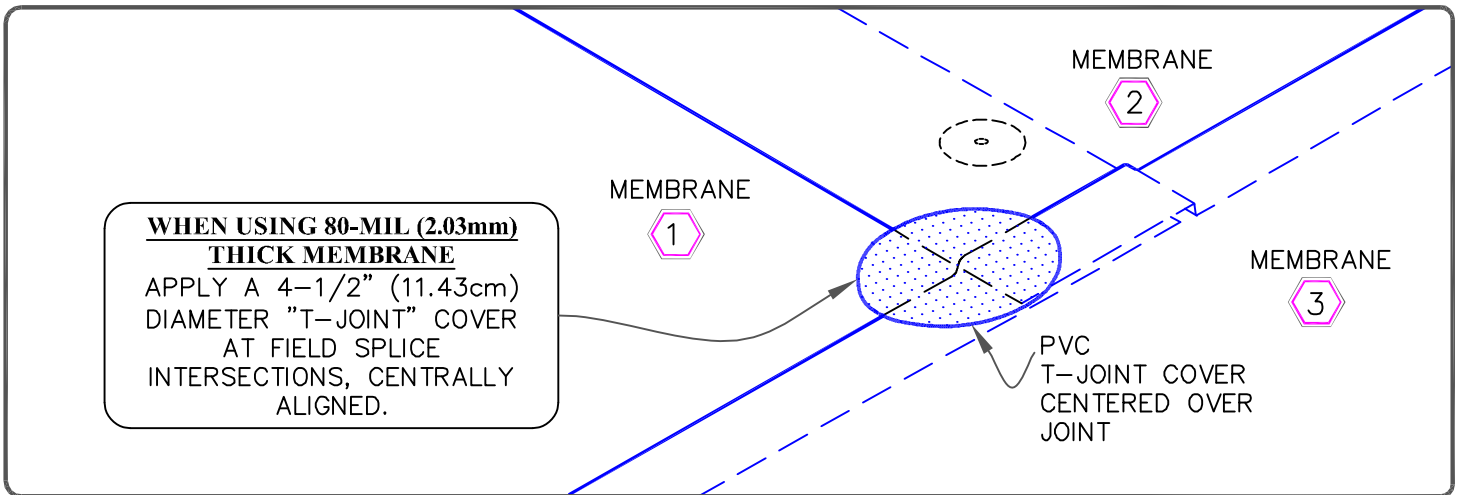 MEMBRANE
2
MEMBRANE
1
WHEN USING 80-MIL (2.03mm)
THICK MEMBRANE
APPLY A 4-1/2" (11.43cm)
DIAMETER "T-JOINT" COVER
AT FIELD SPLICE
INTERSECTIONS, CENTRALLY
ALIGNED.
MEMBRANE
3
PVC
T-JOINT COVER
CENTERED OVER
JOINT